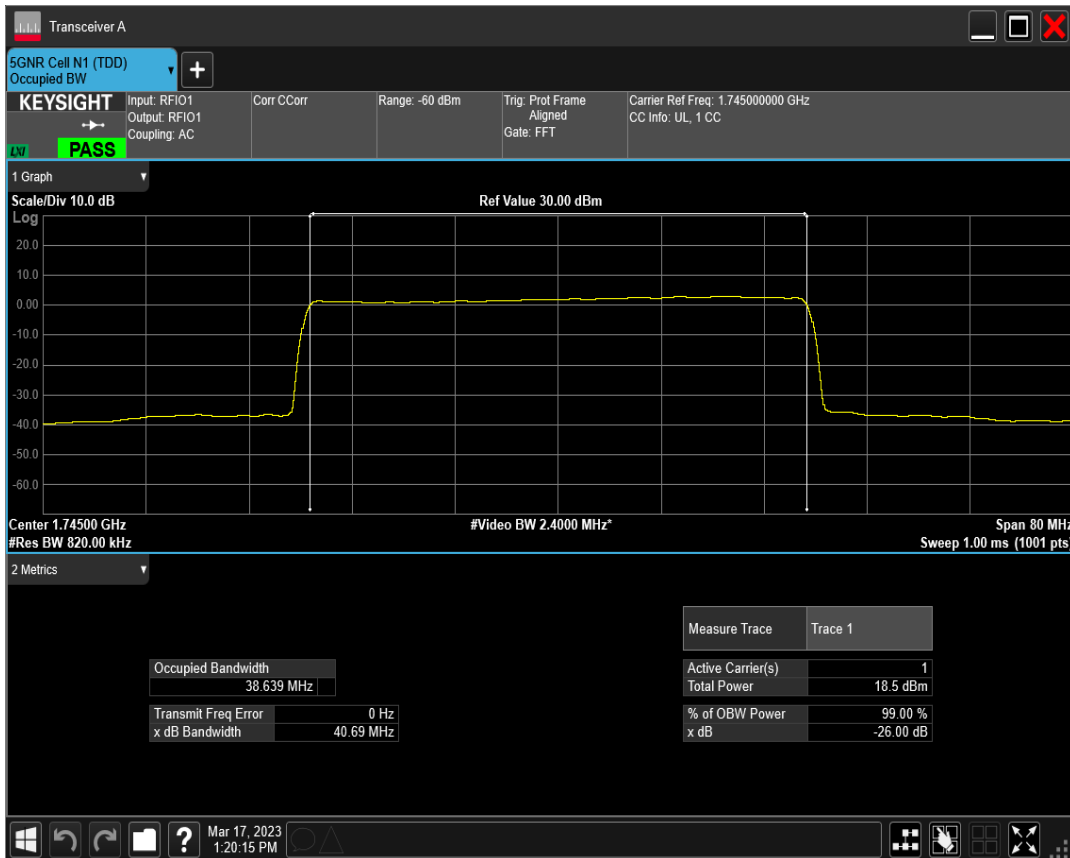 Transceiver A
5GNR Cell N1 (TDD)
Occupied BW
+
KEYSIGHT
LXI
PASS
Input: RFIO1
Output: RFIO1
Coupling: AC
Corr CCorr
Range: -60 dBm
Trig: Prot Frame
Aligned
Gate: FFT
Carrier Ref Freq: 1.745000000 GHz
CC Info: UL, 1 CC
1 Graph
Scale/Div 10.0 dB
Ref Value 30.00 dBm
Log
20.0
10.0
0.00
-10.0
-20.0
-30.0
-40.0
-50.0
-60.0
Center 1.74500 GHz
#Video BW 2.4000 MHz*
Span 80 MHz
#Res BW 820.00 kHz
Sweep 1.00 ms (1001 pts)
2 Metrics
Measure Trace Trace 1
Occupied Bandwidth
38.639 MHz
Active Carrier(s) 1
Total Power 18.5 dBm
Transmit Freq Error 0 Hz
x dB Bandwidth 40.69 MHz
% of OBW Power 99.00 %
x dB -26.00 dB
?
Mar 17, 2023
1:20:15 PM